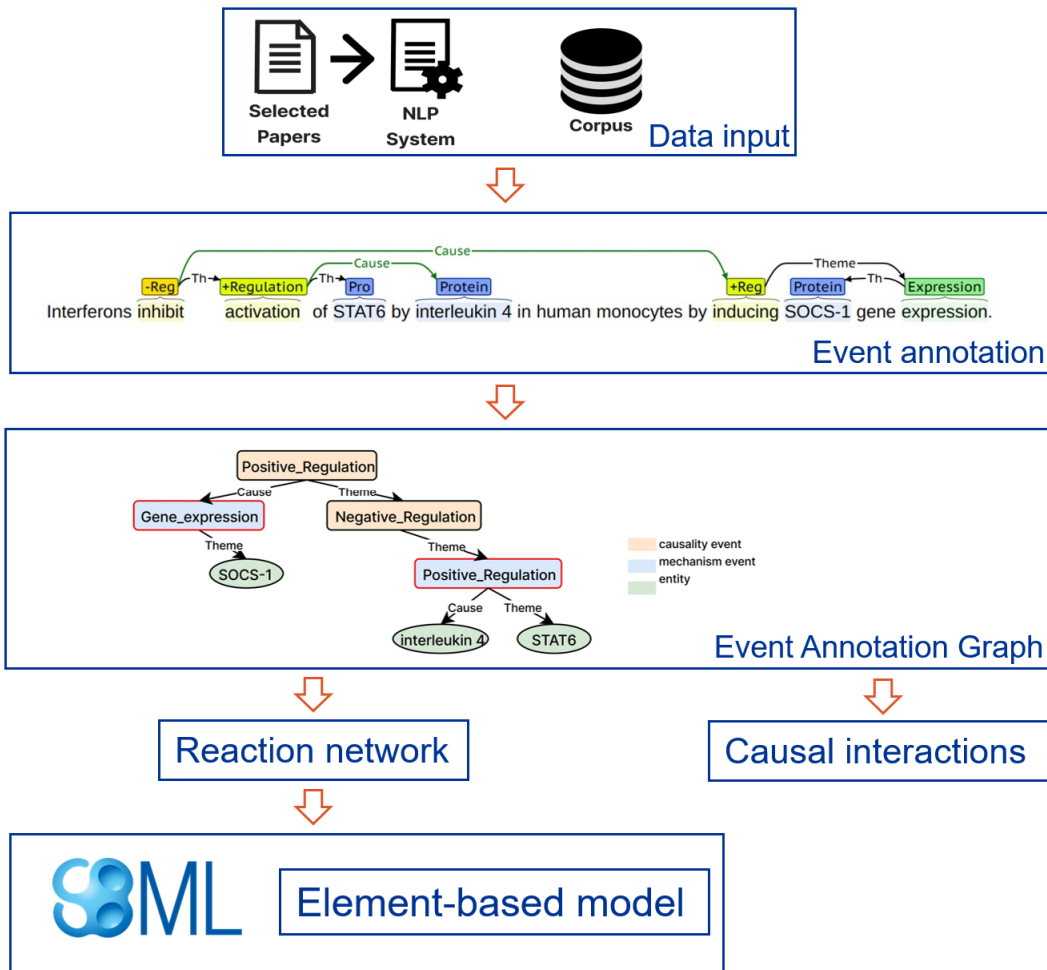 Selected
Papers
NLP
System
Corpus
Data input
Cause
Cause
Theme
-Reg
Th
+Regulation
Th
Pro
Protein
+Reg
Protein
Th
Expression
Interferons inhibit activation of STAT6 by interleukin 4 in human monocytes by inducing SOCS-1 gene expression.
Event annotation
Positive_Regulation
Cause
Theme
Gene_expression
Negative_Regulation
Theme
Theme
SOCS-1
Positive_Regulation
Cause
Theme
interleukin 4
STAT6
causality event
mechanism event
entity
Event Annotation Graph
Reaction network
Causal interactions
SBML
Element-based model